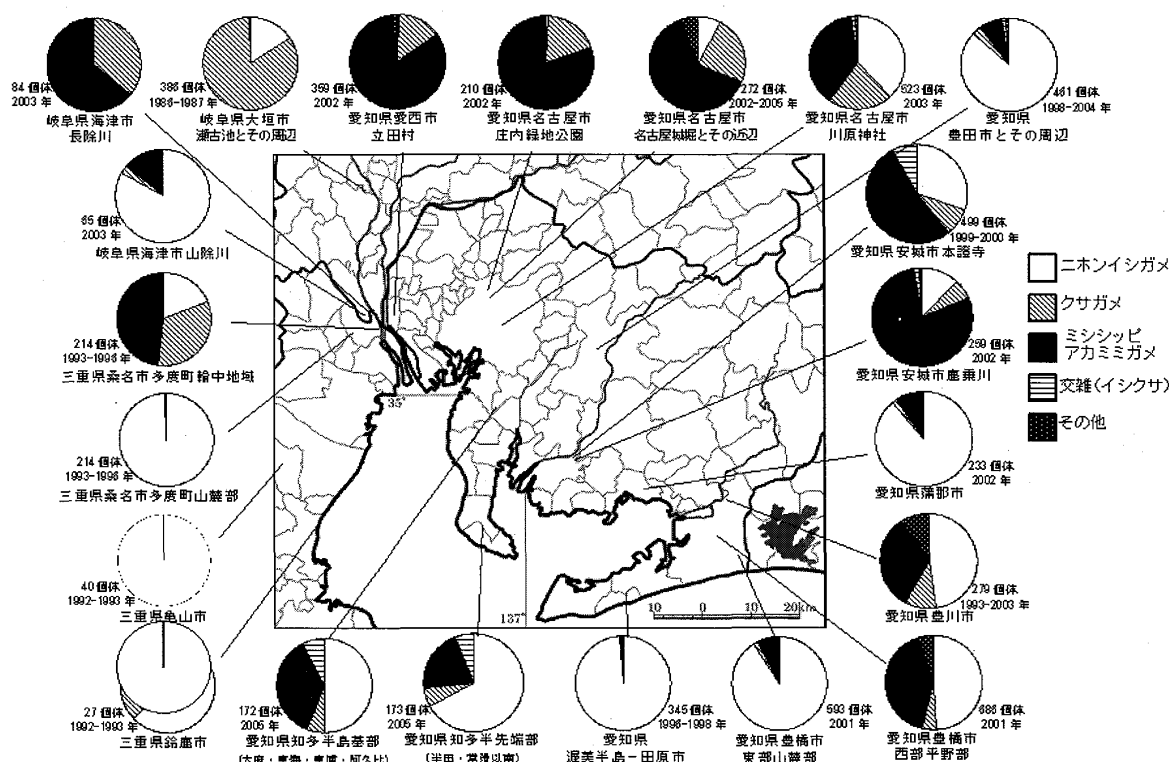 84 個体
2003 年
岐阜県海津市
長除川
386 個体
1986-1987 年
岐阜県大垣市
瀬古池とその周辺
359 個体
2002 年
愛知県愛西市
立田村
210 個体
2002 年
愛知県名古屋市
庄内緑地公園
272 個体
2002-2005 年
愛知県名古屋市
名古屋城堀とその近辺
523 個体
2003 年
愛知県名古屋市
川原神社
461 個体
1998-2004 年
愛知県
豊田市とその周辺
65 個体
2003 年
岐阜県海津市山除川
499 個体
1999-2000 年
愛知県安城市本證寺
ニホンイシガメ
クサガメ
ミシシッピ
アカミミガメ
交雑(イシクサ)
その他
214 個体
1993-1996 年
三重県桑名市多度町輪中地域
259 個体
2002 年
愛知県安城市鹿乗川
214 個体
1993-1996 年
三重県桑名市多度町山麓部
233 個体
2002 年
愛知県蒲郡市
40 個体
1992-1993 年
三重県亀山市
279 個体
1993-2003 年
愛知県豊川市
35°
137°
10 0 10 20km
27 個体
1992-1993 年
三重県鈴鹿市
172 個体
2005 年
愛知県知多半島基部
(大府・東海・東浦・阿久比)
173 個体
2005 年
愛知県知多半先端部
(半田・常滑以南)
345 個体
1996-1998 年
愛知県
渥美半島-田原市
593 個体
2001 年
愛知県豊橋市
東部山麓部
686 個体
2001 年
愛知県豊橋市
西部平野部